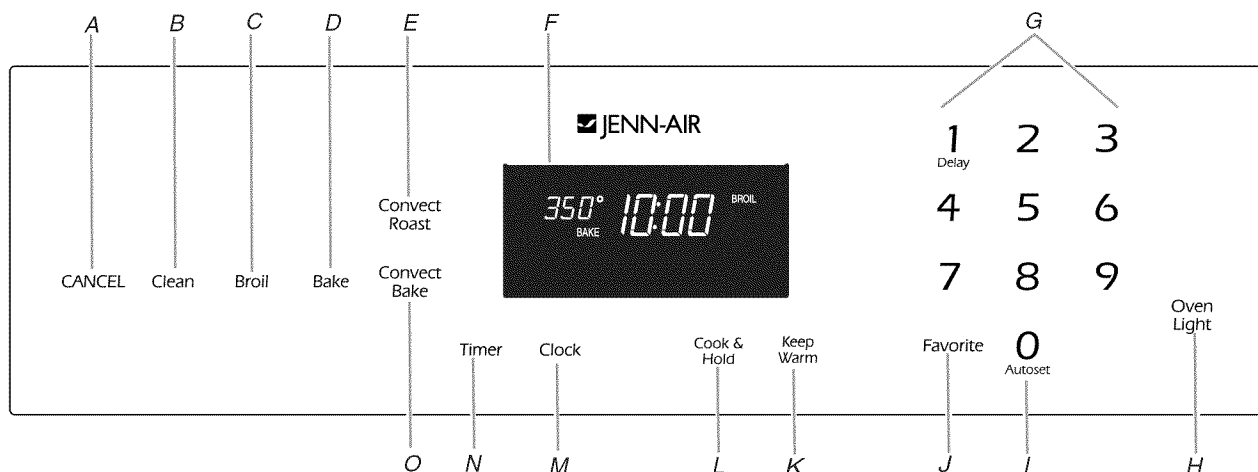 A B C D E F G
JENN-AIR
1 2 3
Delay
350° 10:00 BROIL
BAKE
Convect
Roast
4 5 6
CANCEL Clean Broil Bake Convect
Bake
7 8 9
Oven
Light
Timer Clock Cook &
Hold Keep
Warm Favorite 0
Autoset
O N M L K J I H